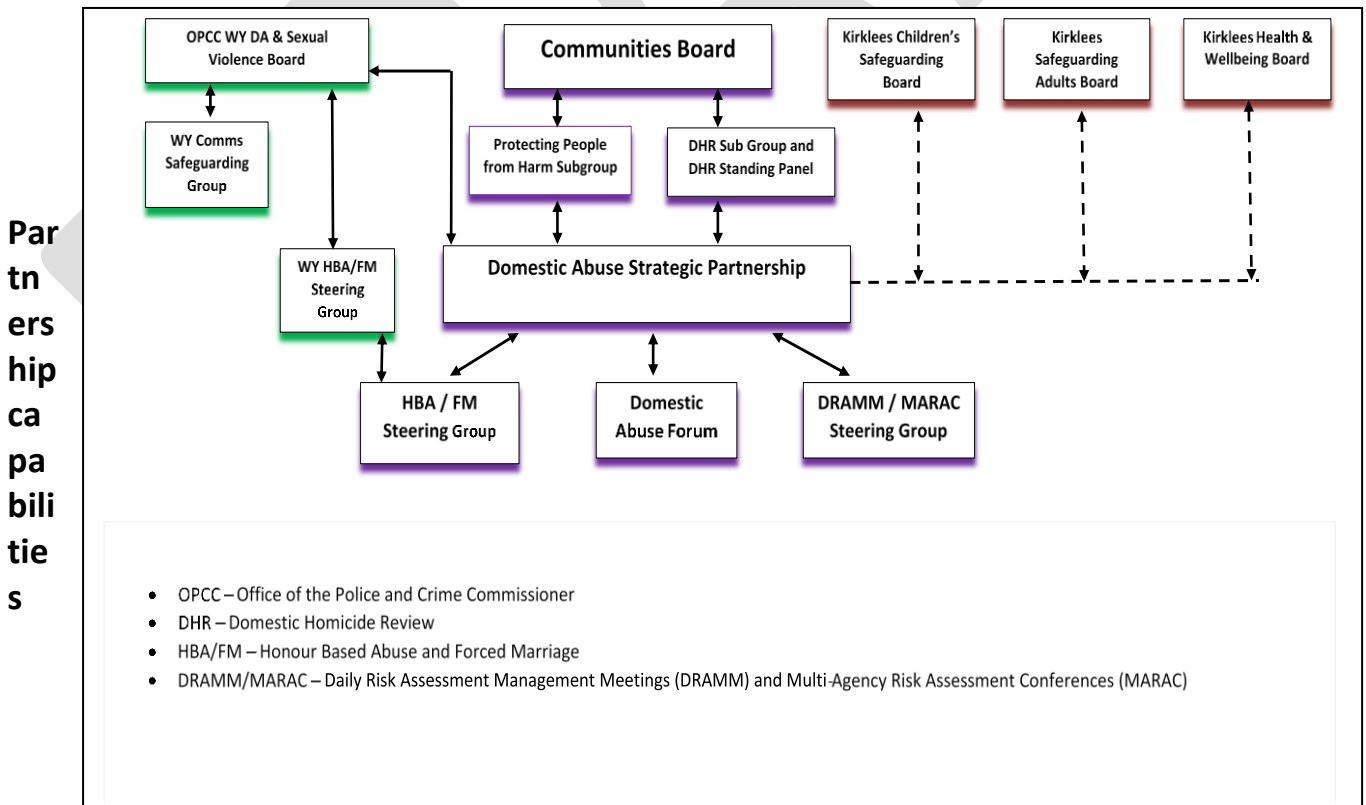 OPCC WY DA & Sexual
Violence Board
Communities Board
Kirklees Children's
Safeguarding
Board
Kirklees
Safeguarding
Adults Board
Kirklees Health &
Wellbeing Board
WY Comms
Safeguarding
Group
Protecting People
from Harm Subgroup
DHR Sub Group and
DHR Standing Panel
Par
tn
ers
hip
ca
pa
bili
tie
s
WY HBA/FM
Steering
Group
Domestic Abuse Strategic Partnership
HBA / FM
Steering Group
Domestic
Abuse Forum
DRAMM / MARAC
Steering Group
• OPCC – Office of the Police and Crime Commissioner
• DHR – Domestic Homicide Review
• HBA/FM – Honour Based Abuse and Forced Marriage
• DRAMM/MARAC – Daily Risk Assessment Management Meetings (DRAMM) and Multi-Agency Risk Assessment Conferences (MARAC)